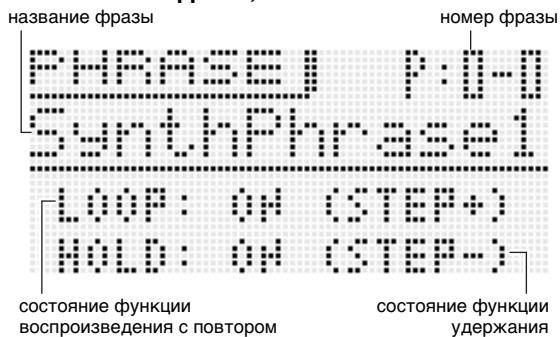 название фразы номер фразы
PHRASE P:0-0
SynthPhrase1
LOOP: ON (STEP+)
HOLD: ON (STEP-)
состояние функции состояние функции
воспроизведения с повтором удержания